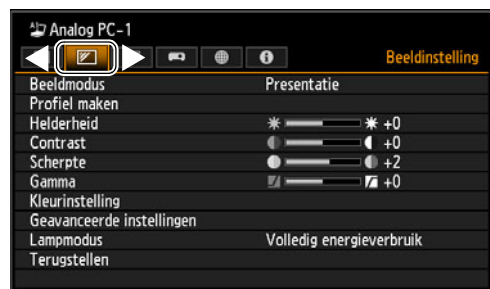 Analog PC-1
Beeldinstelling
Beeldmodus Presentatie
Profiel maken
Helderheid +0
Contrast +0
Scherpte +2
Gamma +0
Kleurinstelling
Geavanceerde instellingen
Lampmodus Volledig energieverbruik
Terugstellen